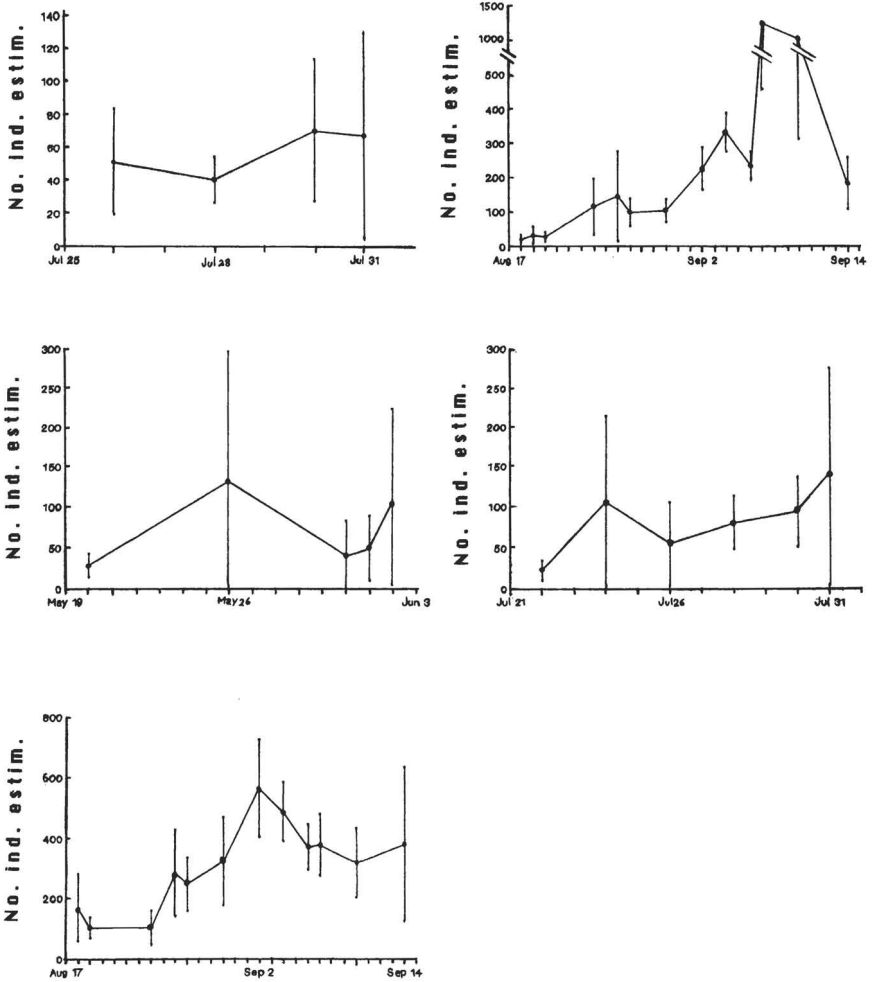 No. ind. estim.
140
120
100
80
60
40
20
0
Jul 25
Jul 28
Jul 31
No. ind. estim.
1500
1000
500
400
300
200
100
0
Aug 17
Sep 2
Sep 14
No. ind. estim.
300
250
200
150
100
50
0
May 19
May 26
Jun 3
No. ind. estim.
300
250
200
150
100
50
0
Jul 21
Jul 26
Jul 31
No. ind. estim.
800
600
400
200
0
Aug 17
Sep 2
Sep 14